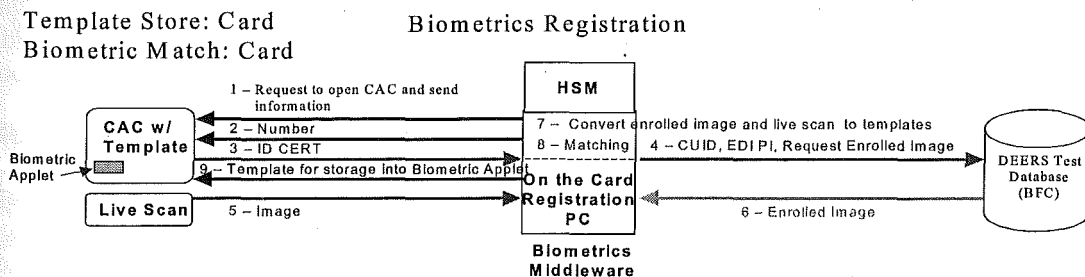 Template Store: Card
Biometric Match: Card
Biometrics Registration
1 – Request to open CAC and send
information
HSM
CAC w/
Template
2 – Number
7 – Convert enrolled image and live scan to templates
3 – ID CERT
8 – Matching
4 – CUID, EDI PI, Request Enrolled Image
Biometric
Applet
9 – Template for storage into Biometric Applet
On the Card
Registration
PC
DEERS Test
Database
(BFC)
Live Scan
5 – Image
6 – Enrolled Image
Biometrics
Middleware